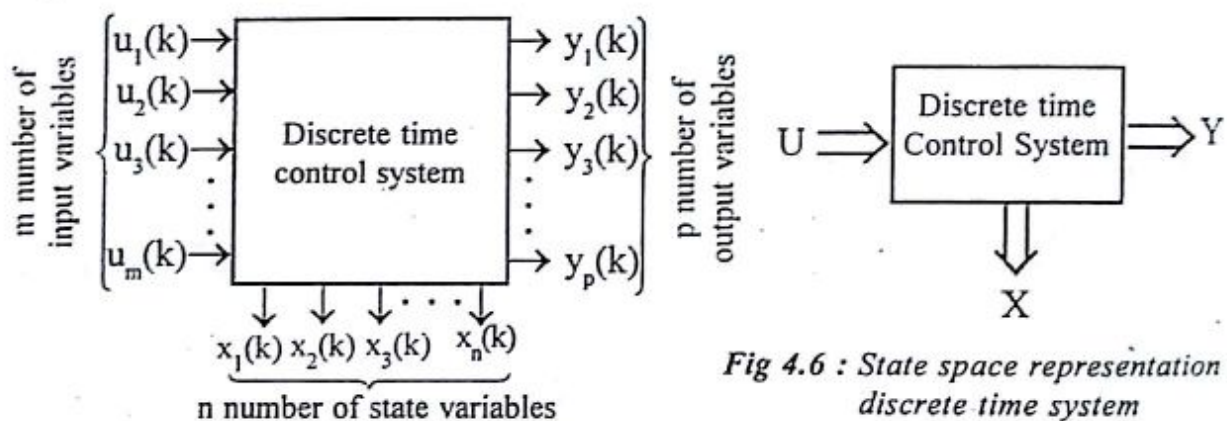 m number of
input variables
u₁(k)
u₂(k)
u₃(k)
uₘ(k)
Discrete time
control system
y₁(k)
y₂(k)
y₃(k)
yₚ(k)
p number of
output variables
x₁(k) x₂(k) x₃(k) xₙ(k)
n number of state variables
U
Discrete time
Control System
Y
X
Fig 4.6 : State space representation
discrete time system